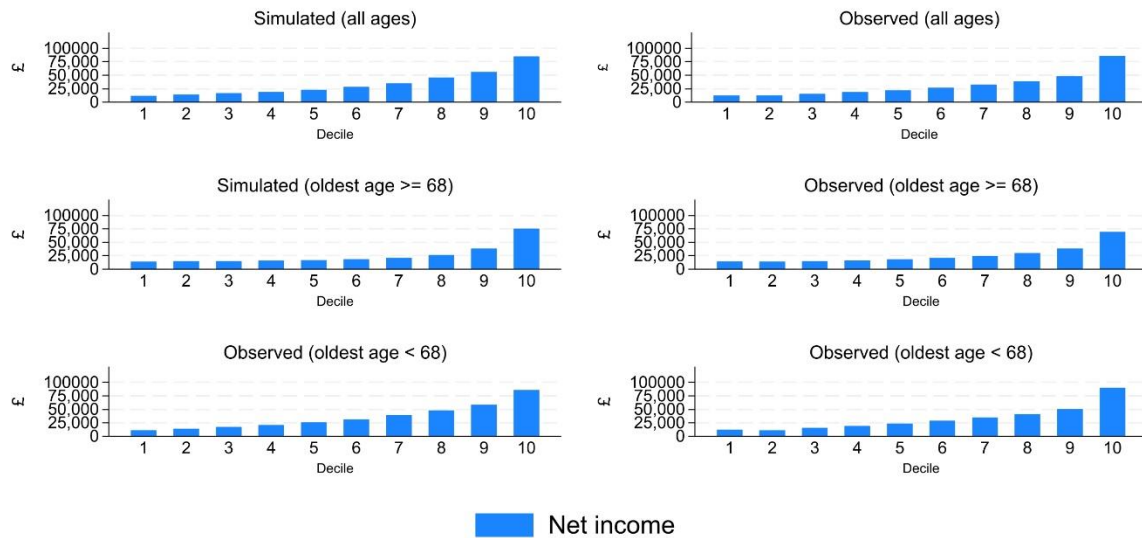 Simulated (all ages)
£
100000
75,000
50,000
25,000
0
1 2 3 4 5 6 7 8 9 10
Decile
Observed (all ages)
£
100000
75,000
50,000
25,000
0
1 2 3 4 5 6 7 8 9 10
Decile
Simulated (oldest age >= 68)
£
100000
75,000
50,000
25,000
0
1 2 3 4 5 6 7 8 9 10
Decile
Observed (oldest age >= 68)
£
100000
75,000
50,000
25,000
0
1 2 3 4 5 6 7 8 9 10
Decile
Observed (oldest age < 68)
£
100000
75,000
50,000
25,000
0
1 2 3 4 5 6 7 8 9 10
Decile
Observed (oldest age < 68)
£
100000
75,000
50,000
25,000
0
1 2 3 4 5 6 7 8 9 10
Decile
Net income